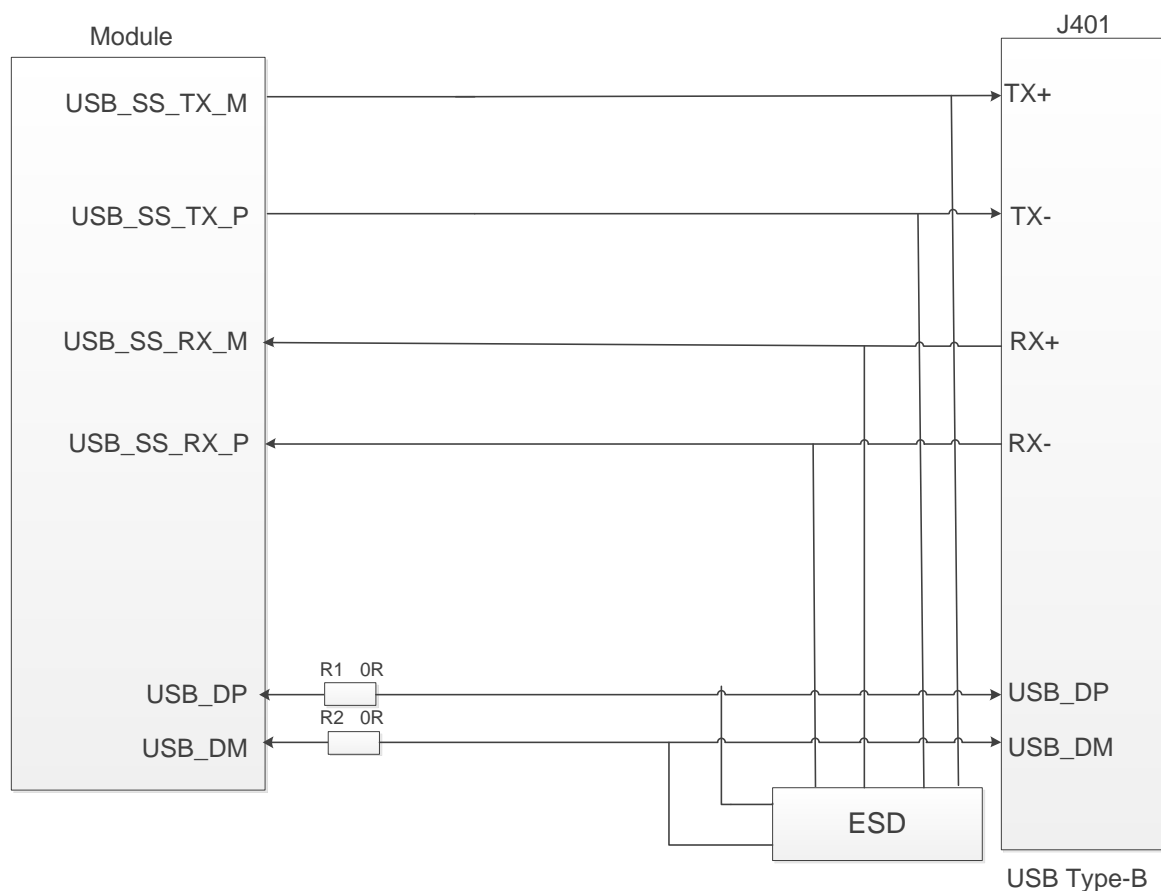 Module
J401
USB_SS_TX_M
TX+
USB_SS_TX_P
TX-
USB_SS_RX_M
RX+
USB_SS_RX_P
RX-
R1 0R
USB_DP
USB_DP
R2 0R
USB_DM
USB_DM
ESD
USB Type-B